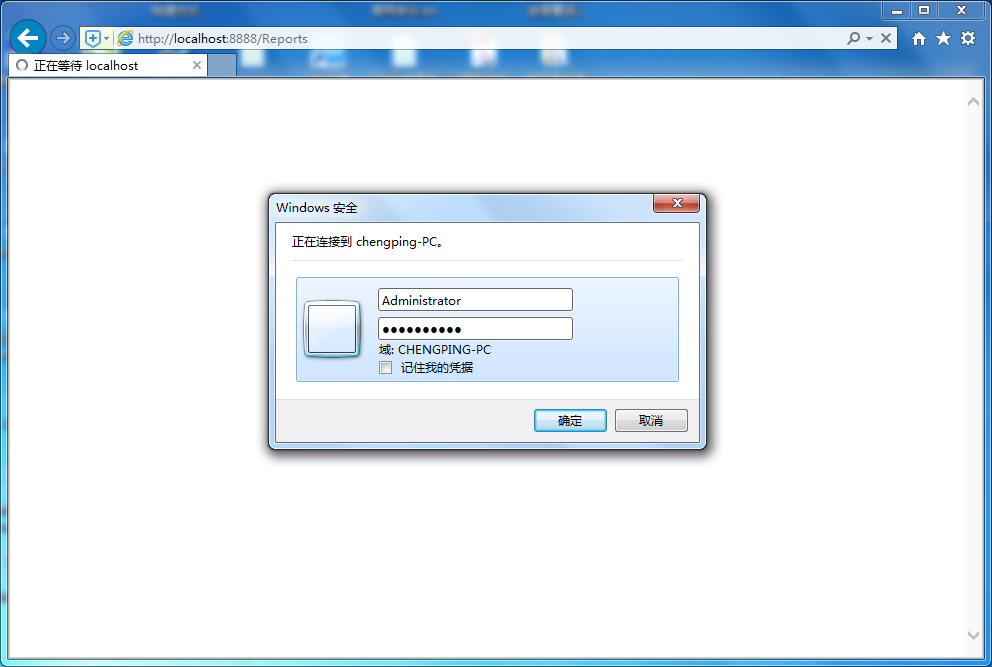 http://localhost:8888/Reports
正在等待 localhost
Windows 安全
正在连接到 chengping-PC。
Administrator
●●●●●●●●●●
域: CHENGPING-PC
记住我的凭据
确定
取消